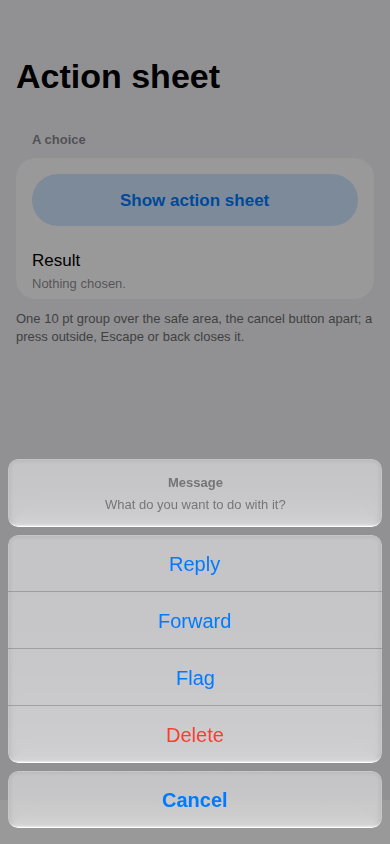 Action sheet
A choice
Show action sheet
Result
Nothing chosen.
One 10 pt group over the safe area, the cancel button apart; a
press outside, Escape or back closes it.
Message
What do you want to do with it?
Reply
Forward
Flag
Delete
Cancel